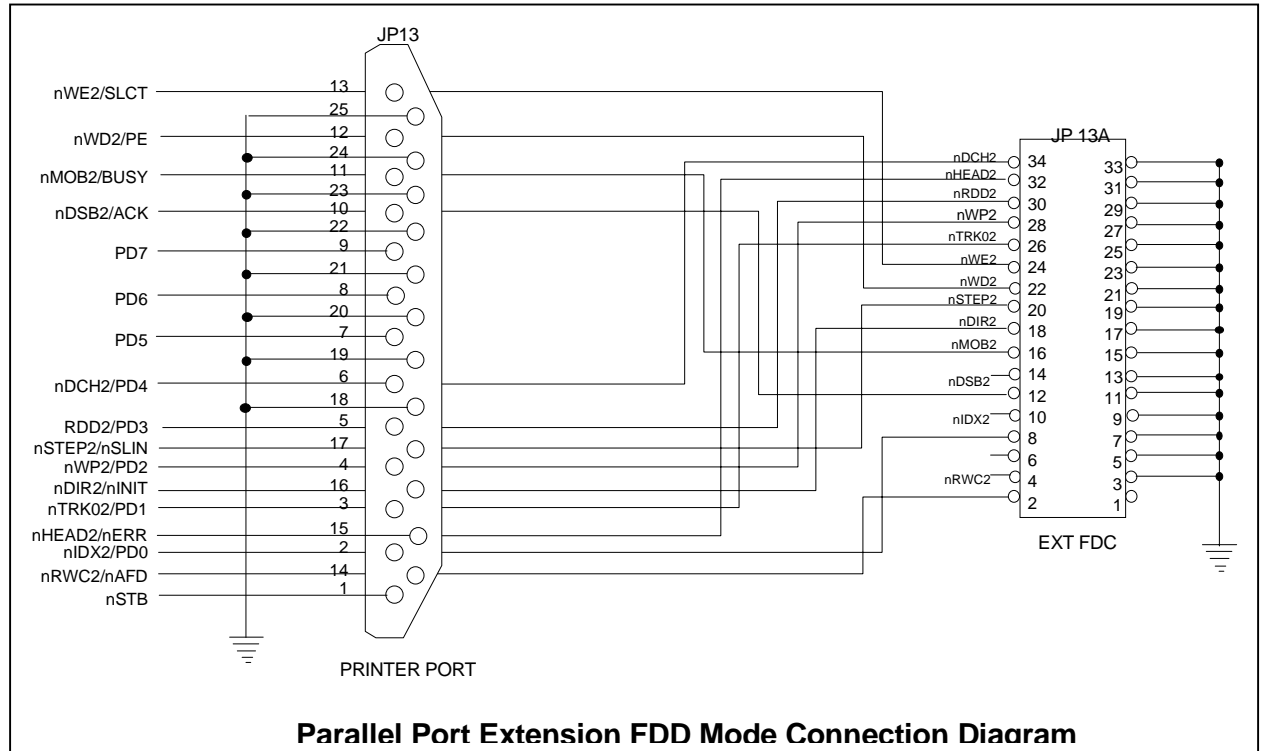 JP13
nWE2/SLCT 13
25
nWD2/PE 12
24
nMOB2/BUSY 11
23
nDSB2/ACK 10
22
PD7 9
21
PD6 8
20
PD5 7
19
nDCH2/PD4 6
18
RDD2/PD3 5
nSTEP2/nSLIN 17
nWP2/PD2 4
nDIR2/nINIT 16
nTRK02/PD1 3
nHEAD2/nERR 15
nIDX2/PD0 2
nRWC2/nAFD 14
nSTB 1
PRINTER PORT
JP 13A
nDCH2 34 33
nHEAD2 32 31
nRDD2 30 29
nWP2 28 27
nTRK02 26 25
nWE2 24 23
nWD2 22 21
nSTEP2 20 19
nDIR2 18 17
nMOB2 16 15
14 13
nDSB2 12 11
nIDX2 10 9
8 7
6 5
nRWC2 4 3
2 1
EXT FDC
Parallel Port Extension FDD Mode Connection Diagram